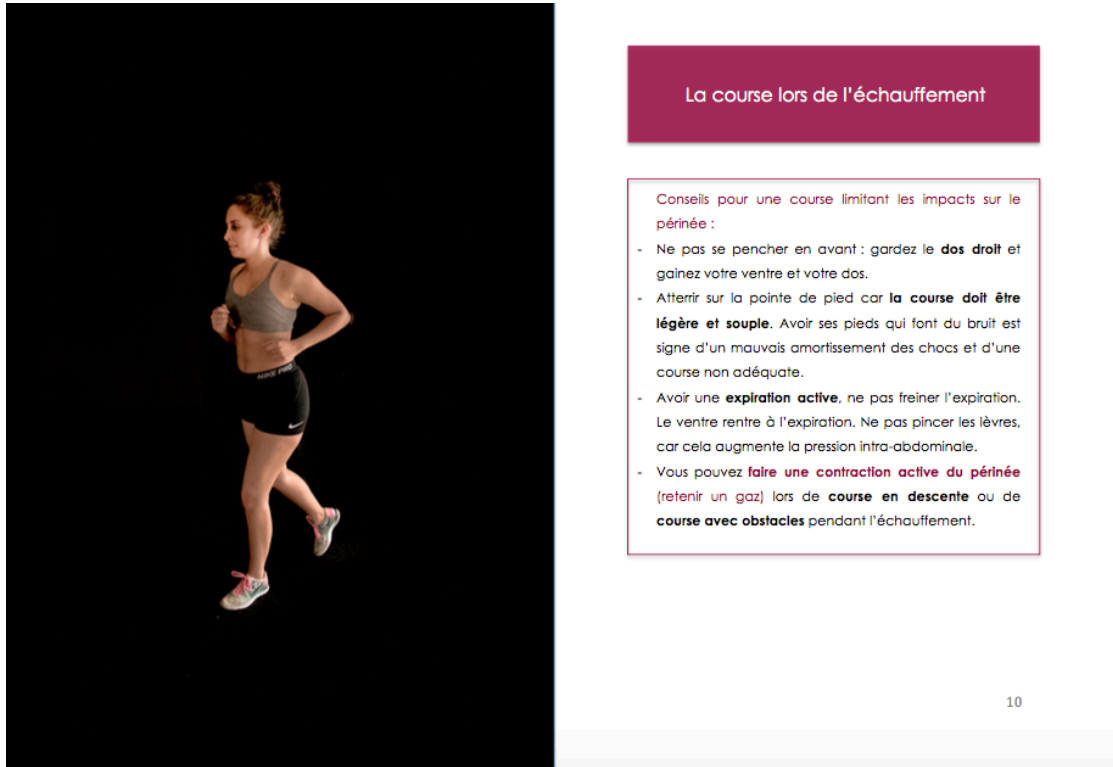 NIKE PRO
La course lors de l'échauffement
Conseils pour une course limitant les impacts sur le
périnée :
- Ne pas se pencher en avant : gardez le dos droit et
gainez votre ventre et votre dos.
- Atterrir sur la pointe de pied car la course doit être
légère et souple. Avoir ses pieds qui font du bruit est
signe d'un mauvais amortissement des chocs et d'une
course non adéquate.
- Avoir une expiration active, ne pas freiner l'expiration.
Le ventre rentre à l'expiration. Ne pas pincer les lèvres,
car cela augmente la pression intra-abdominale.
- Vous pouvez faire une contraction active du périnée
(retenir un gaz) lors de course en descente ou de
course avec obstacles pendant l'échauffement.
10